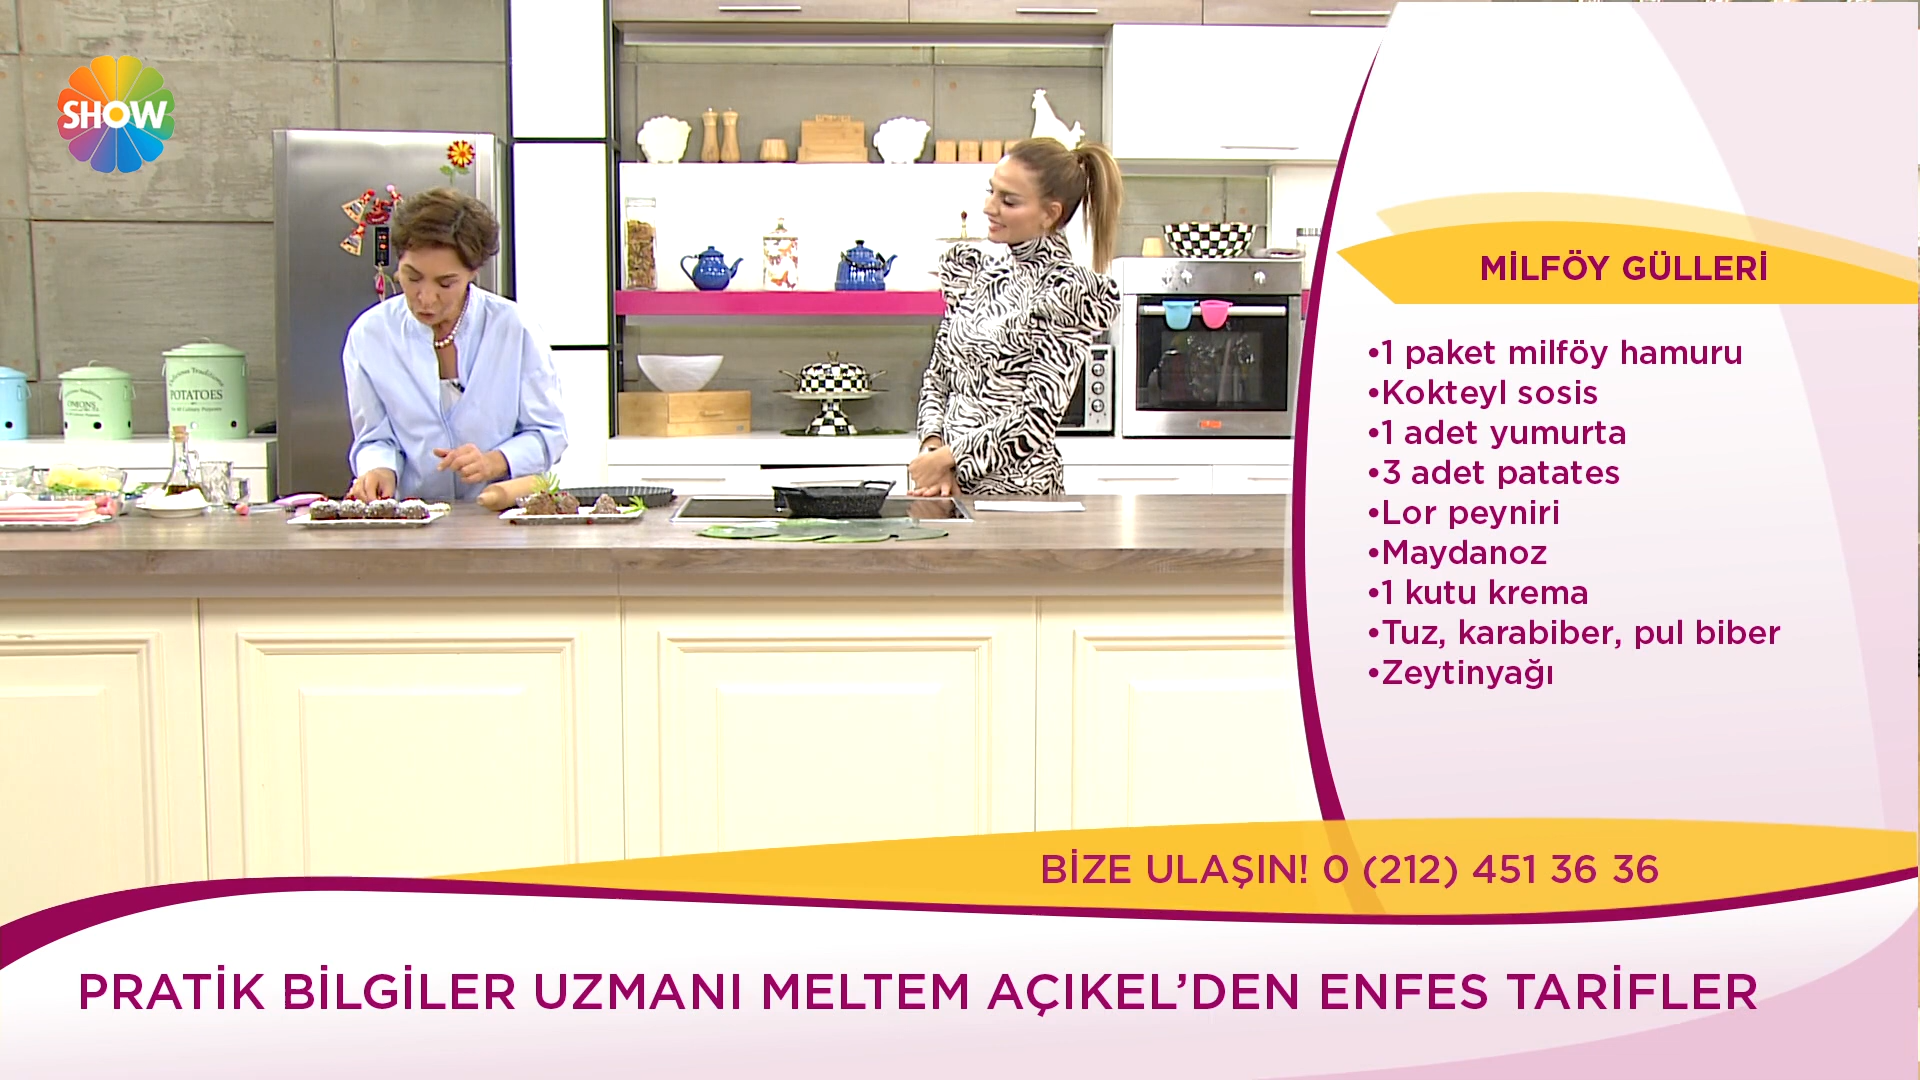 SHOW
MİLFÖY GÜLLERİ
•1 paket milföy hamuru
•Kokteyl sosis
•1 adet yumurta
•3 adet patates
•Lor peyniri
•Maydanoz
•1 kutu krema
•Tuz, karabiber, pul biber
•Zeytinyağı
POTATOES
ONIONS
BİZE ULAŞIN! 0 (212) 451 36 36
PRATİK BİLGİLER UZMANI MELTEM AÇIKEL’DEN ENFES TARİFLER